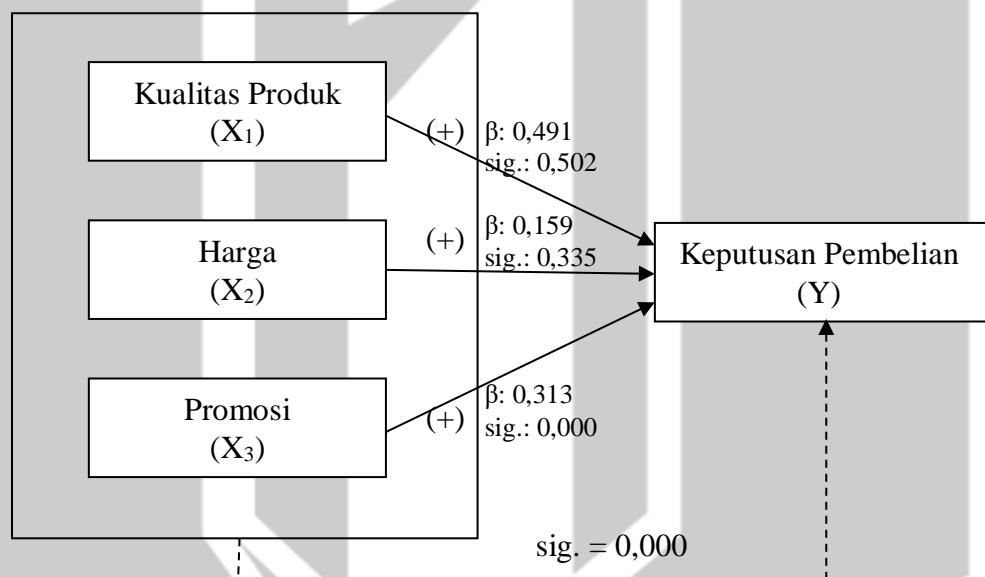 Kualitas Produk
(X₁)
(+)
β: 0,491
sig.: 0,502
Harga
(X₂)
(+)
β: 0,159
sig.: 0,335
Keputusan Pembelian
(Y)
Promosi
(X₃)
(+)
β: 0,313
sig.: 0,000
sig. = 0,000